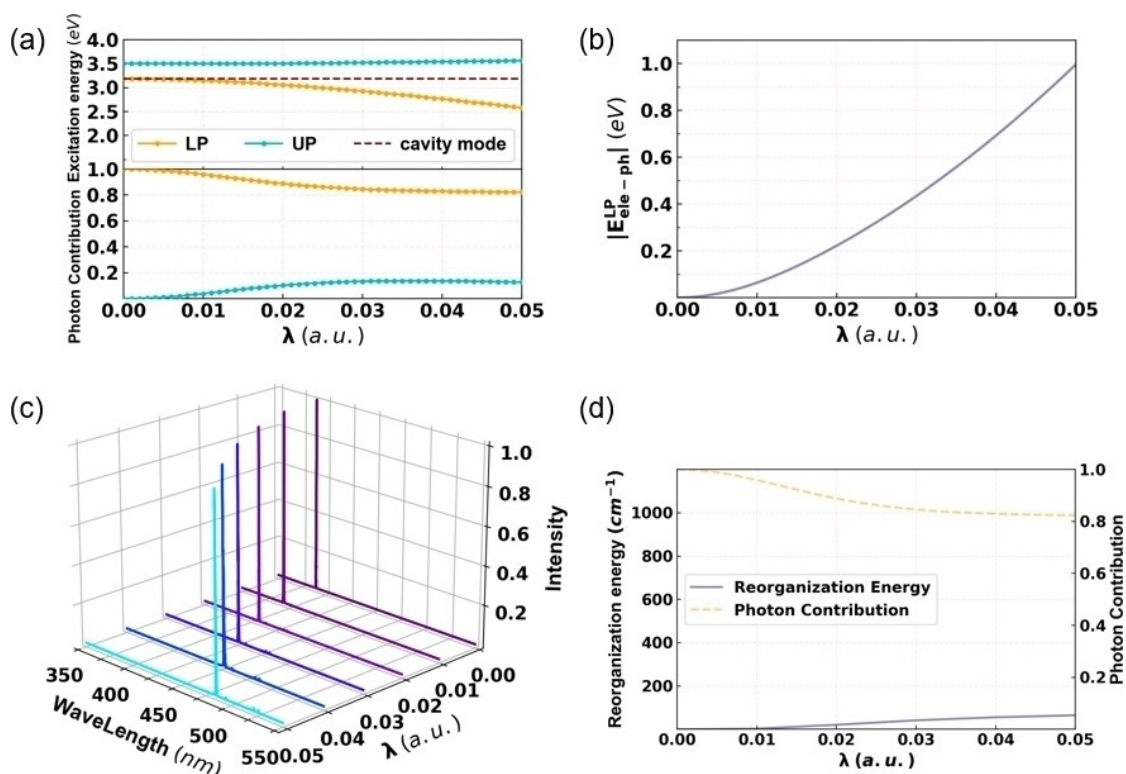 (a)
Excitation energy (eV)
4.0
3.5
3.0
2.5
2.0
LP
UP
cavity mode
Photon Contribution
1.0
0.8
0.6
0.4
0.2
0
0.00 0.01 0.02 0.03 0.04 0.05
λ (a.u.)
(b)
|E^LP_ele-ph| (eV)
1.0
0.8
0.6
0.4
0.2
0.00 0.01 0.02 0.03 0.04 0.05
λ (a.u.)
(c)
1.0
0.8
0.6
0.4
0.2
Intensity
350
400
450
500
550
WaveLength (nm)
0.00
0.01
0.02
0.03
0.04
0.05
λ (a.u.)
(d)
Reorganization energy (cm⁻¹)
1000
800
600
400
200
Reorganization Energy
Photon Contribution
1.0
0.8
0.6
0.4
0.2
Photon Contribution
0.00 0.01 0.02 0.03 0.04 0.05
λ (a.u.)